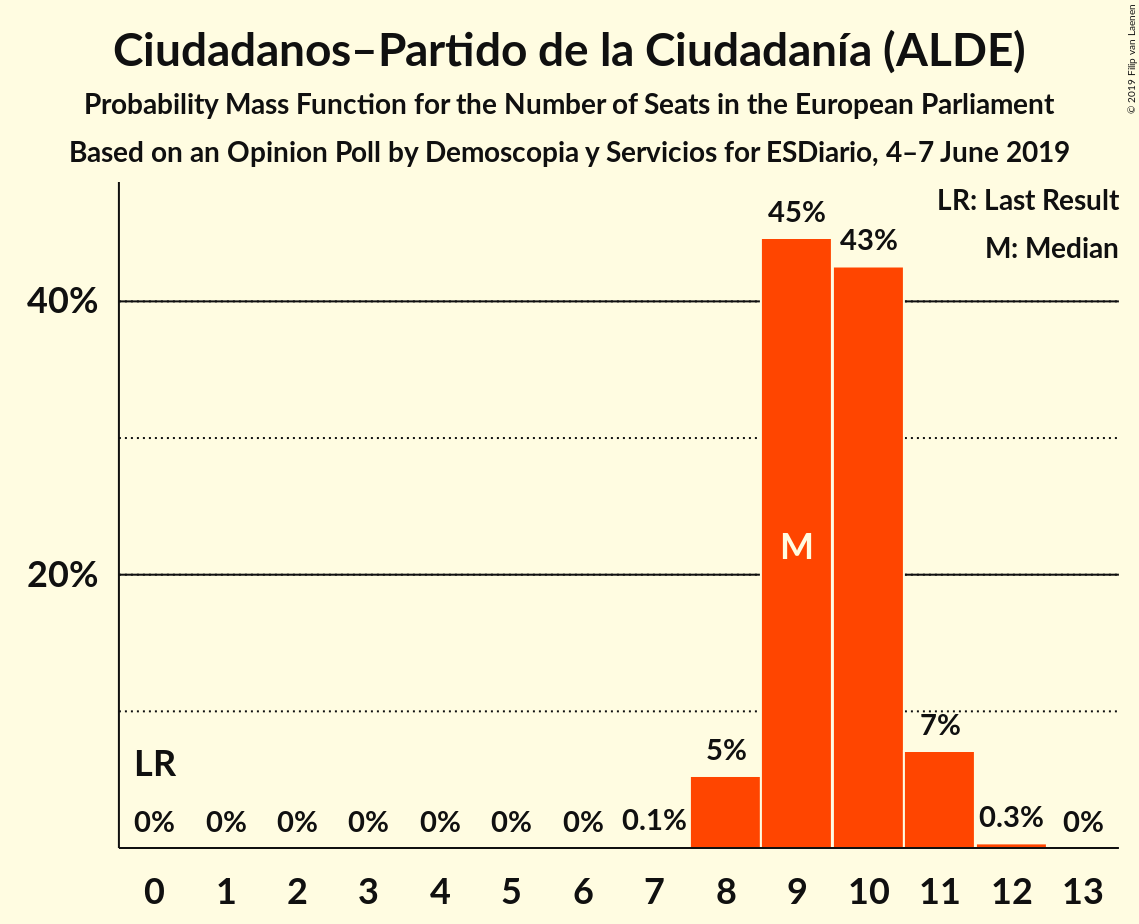 Ciudadanos–Partido de la Ciudadanía (ALDE)
Probability Mass Function for the Number of Seats in the European Parliament
Based on an Opinion Poll by Demoscopia y Servicios for ESDiario, 4–7 June 2019
© 2019 Filip van Laenen
LR: Last Result
M: Median
45%
43%
40%
M
20%
7%
5%
LR
0% 0% 0% 0% 0% 0% 0% 0.1% 0.3% 0%
0 1 2 3 4 5 6 7 8 9 10 11 12 13